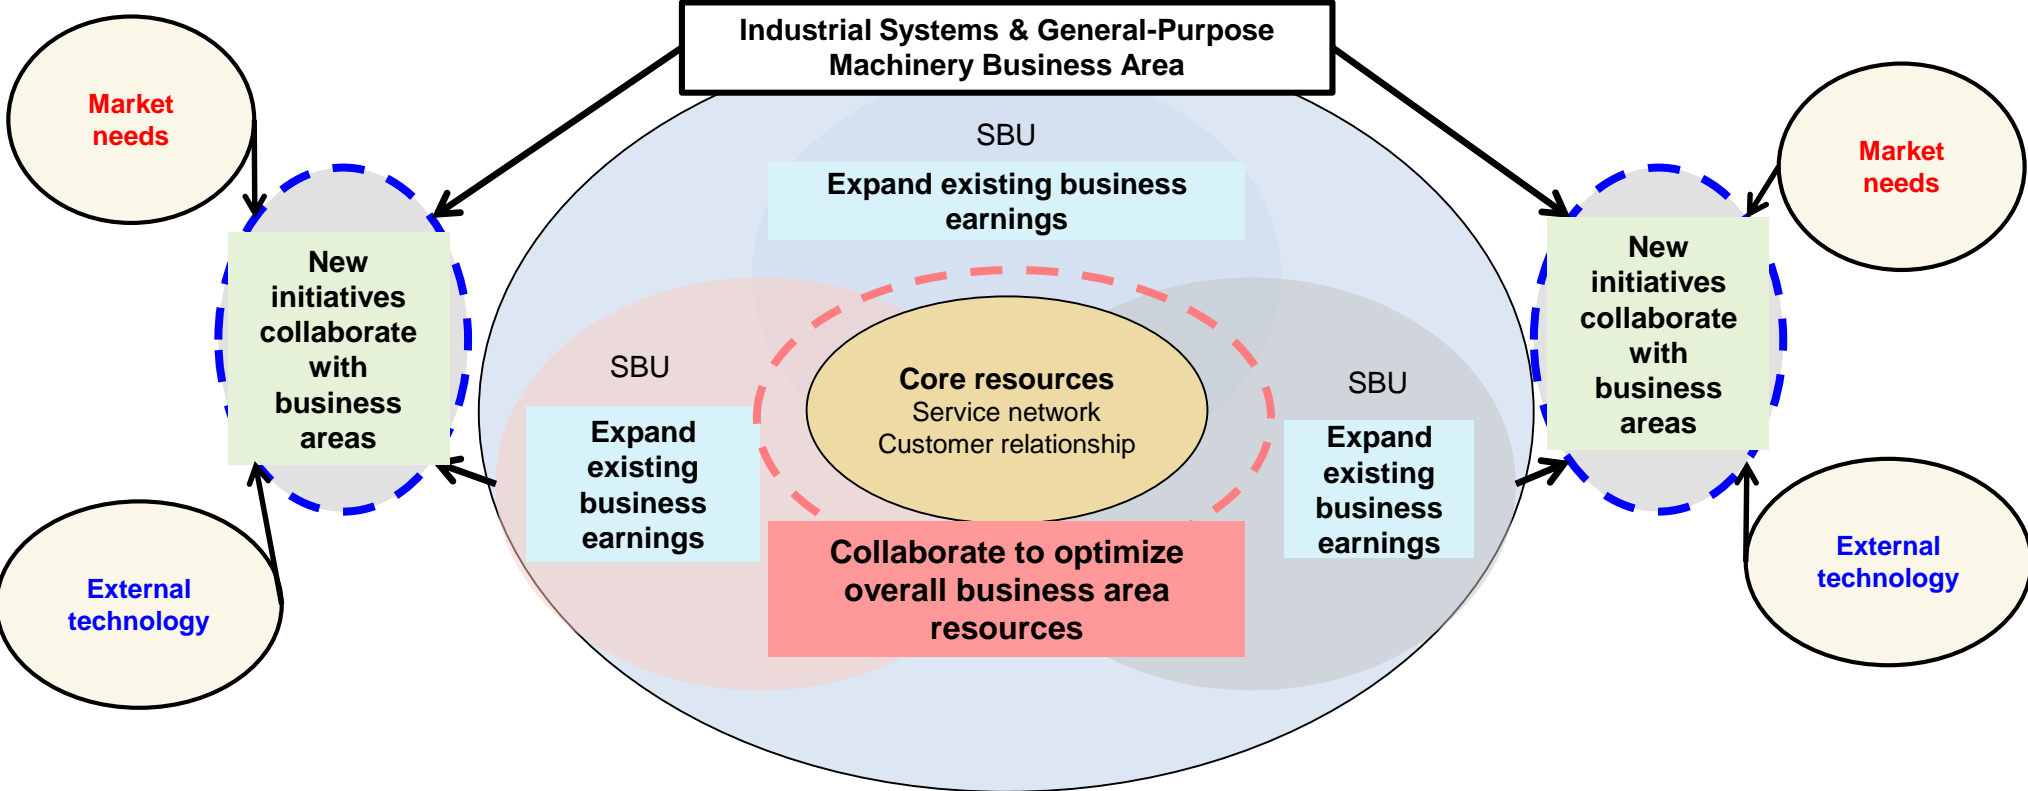 Industrial Systems & General-Purpose
Machinery Business Area
Market
needs
New
initiatives
collaborate
with
business
areas
External
technology
SBU
Expand existing business
earnings
SBU
Expand
existing
business
earnings
Core resources
Service network
Customer relationship
Collaborate to optimize
overall business area
resources
SBU
Expand
existing
business
earnings
Market
needs
New
initiatives
collaborate
with
business
areas
External
technology